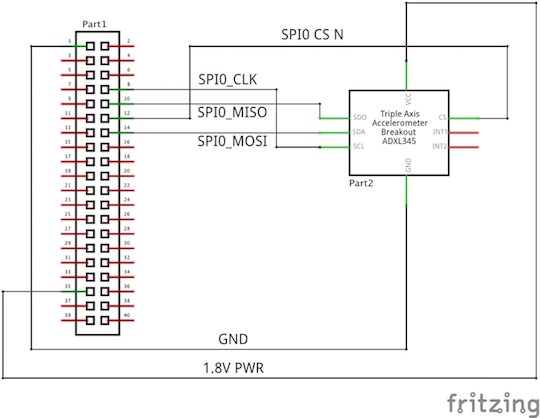 Part1
1 2
3 4
5 6
7 8
9 10
11 12
13 14
15 16
17 18
19 20
21 22
23 24
25 26
27 28
29 30
31 32
33 34
35 36
37 38
39 40
SPI0 CS N
SPI0_CLK
SPI0_MISO
SPI0_MOSI
VCC
SDO
SDA
SCL
Triple Axis
Accelerometer
Breakout
ADXL345
CS
INT1
INT2
GND
Part2
GND
1.8V PWR
fritzing